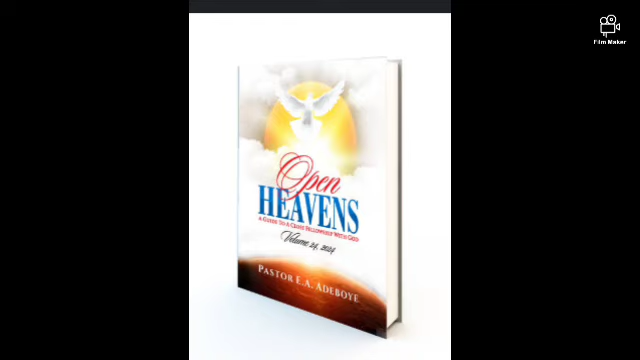 Film Maker
Open
HEAVENS
A GUIDE TO A CLOSE FELLOWSHIP WITH GOD
Volume 24, 2024
PASTOR E.A. ADEBOYE